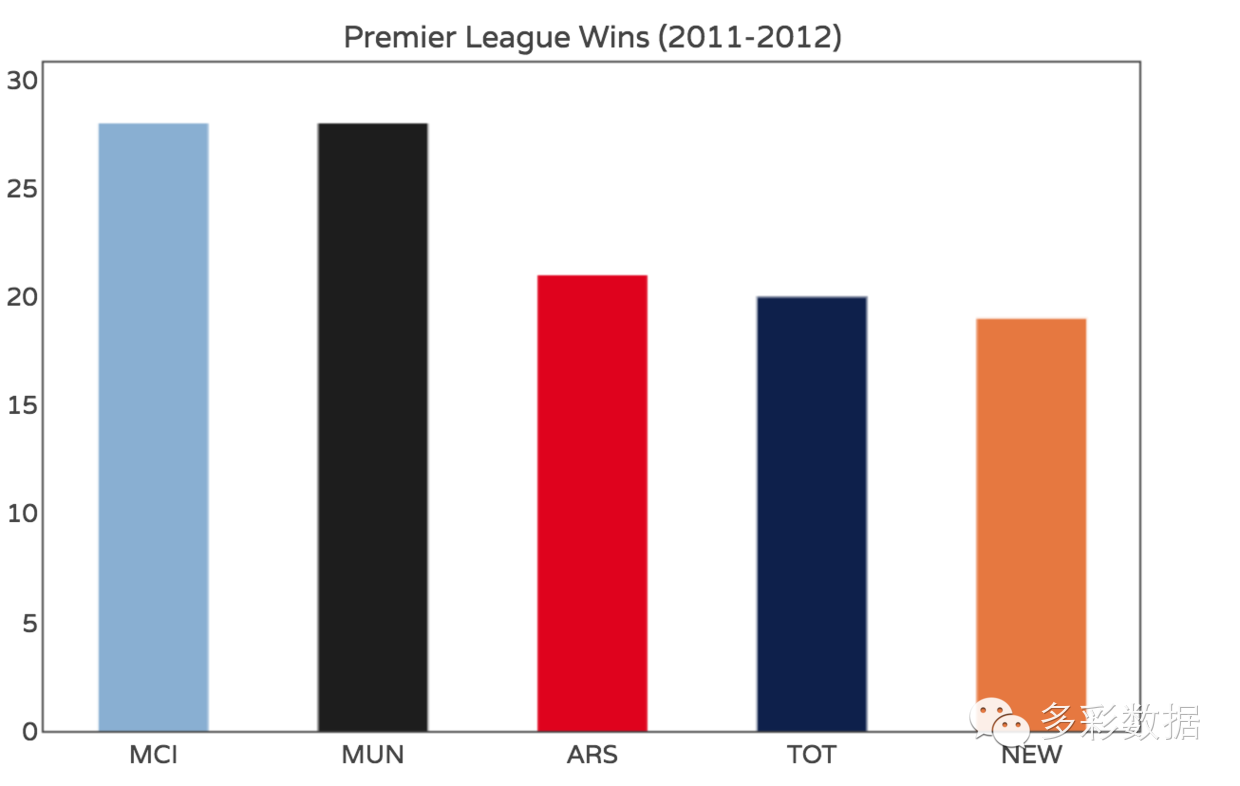 Premier League Wins (2011-2012)
30
25
20
15
10
5
0
MCI MUN ARS TOT NEW
多彩数据